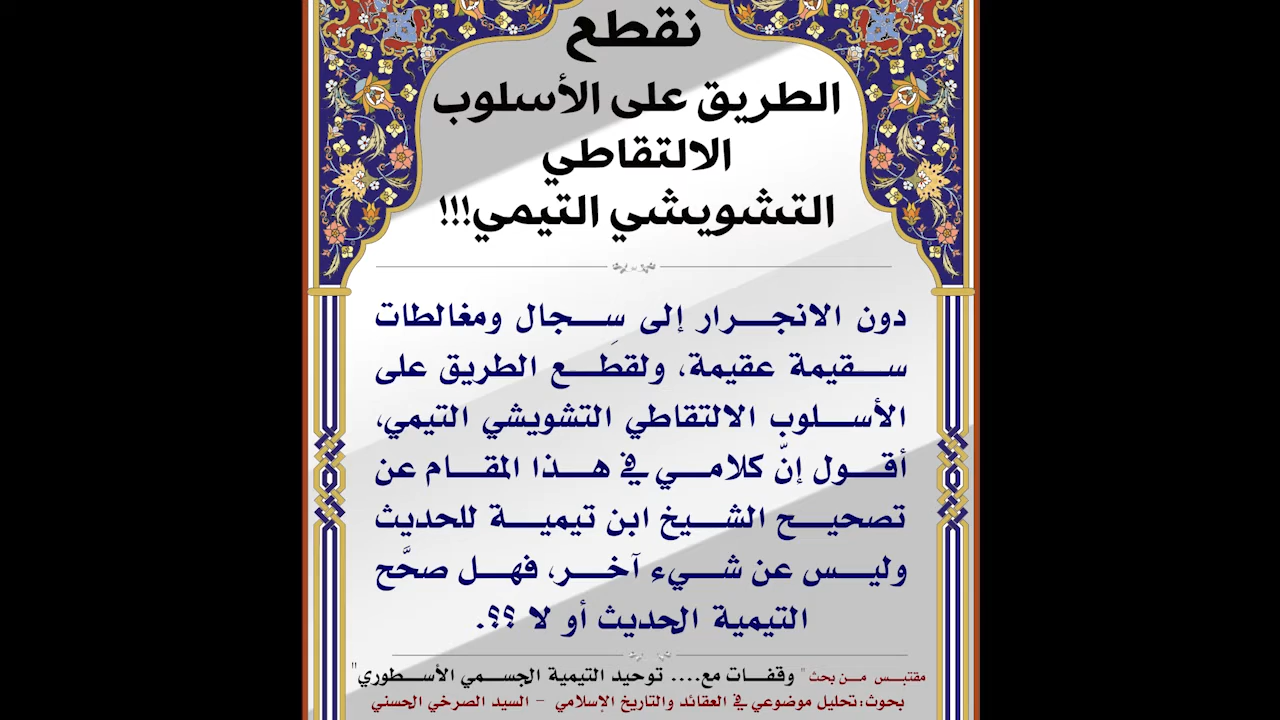 نقطع
الطريق على الأسلوب
الالتقاطي
التشويشي التيمي!!!
دون الانجرار إلى سِجال ومغالطات
سقيمة عقيمة، ولقطع الطريق على
الأسلوب الالتقاطي التشويشي التيمي،
أقول إنّ كلامي في هذا المقام عن
تصحيح الشيخ ابن تيمية للحديث
وليس عن شيء آخر، فهل صحَّح
التيمية الحديث أو لا ؟؟.
مقتبس من بحث " وقفات مع.... توحيد التيمية الجسمي الأسطوري"
بحوث: تحليل موضوعي في العقائد والتاريخ الإسلامي - السيد الصرخي الحسني